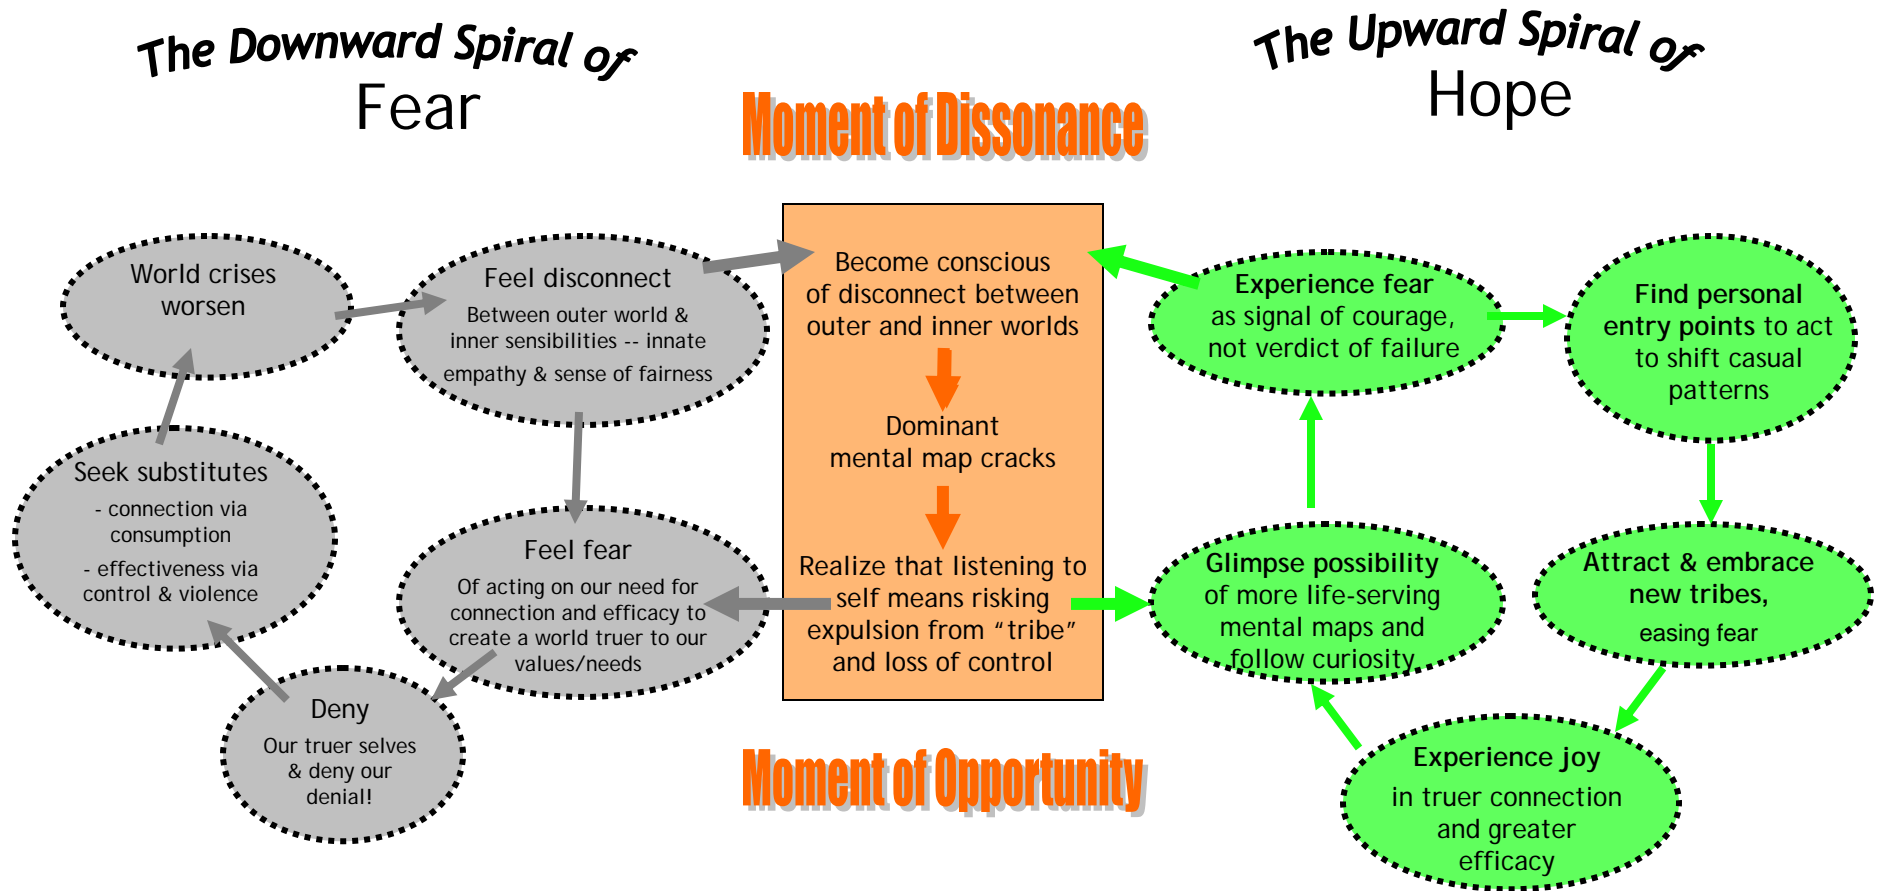 The Downward Spiral of
Fear
World crises
worsen
Feel disconnect
Between outer world &
inner sensibilities -- innate
empathy & sense of fairness
Seek substitutes
- connection via
consumption
- effectiveness via
control & violence
Feel fear
Of acting on our need for
connection and efficacy to
create a world truer to our
values/needs
Deny
Our truer selves
& deny our
denial!
Moment of Dissonance
Become conscious
of disconnect between
outer and inner worlds
Dominant
mental map cracks
Realize that listening to
self means risking
expulsion from “tribe”
and loss of control
Moment of Opportunity
The Upward Spiral of
Hope
Experience fear
as signal of courage,
not verdict of failure
Find personal
entry points to act
to shift casual
patterns
Glimpse possibility
of more life-serving
mental maps and
follow curiosity
Attract & embrace
new tribes,
easing fear
Experience joy
in truer connection
and greater
efficacy